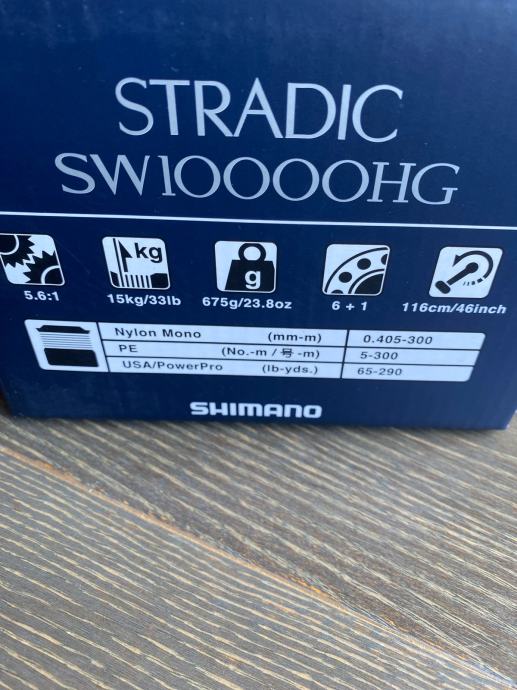 STRADIC
SW10000HG
kg
g
5.6:1
15kg/33lb
675g/23.8oz
6 + 1
116cm/46inch
Nylon Mono (mm-m) 0.405-300
PE (No.-m / 号-m) 5-300
USA/PowerPro (lb-yds.) 65-290
SHIMANO